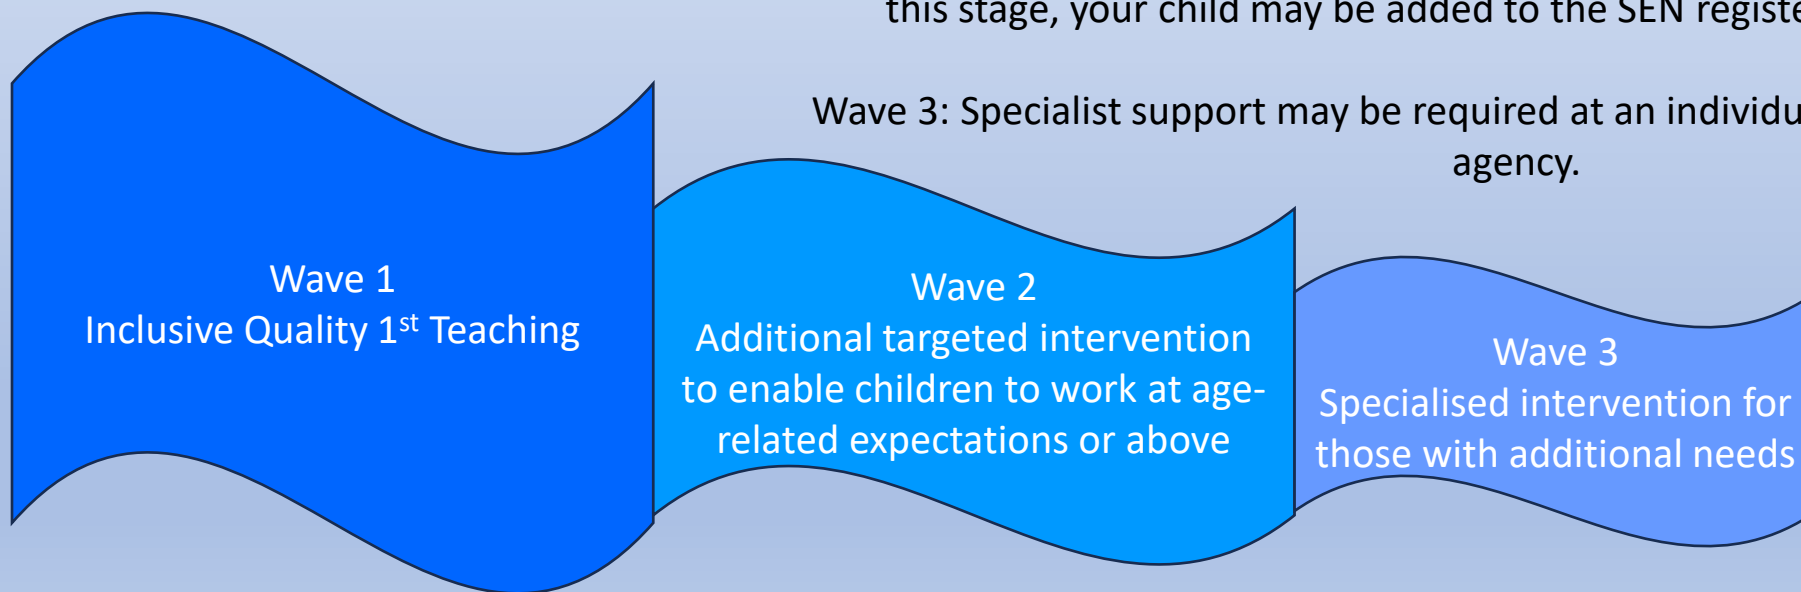 this stage, your child may be added to the SEN registe
Wave 3: Specialist support may be required at an individu
agency.
Wave 1
Inclusive Quality 1st Teaching
Wave 2
Additional targeted intervention
to enable children to work at age-
related expectations or above
Wave 3
Specialised intervention for
those with additional needs